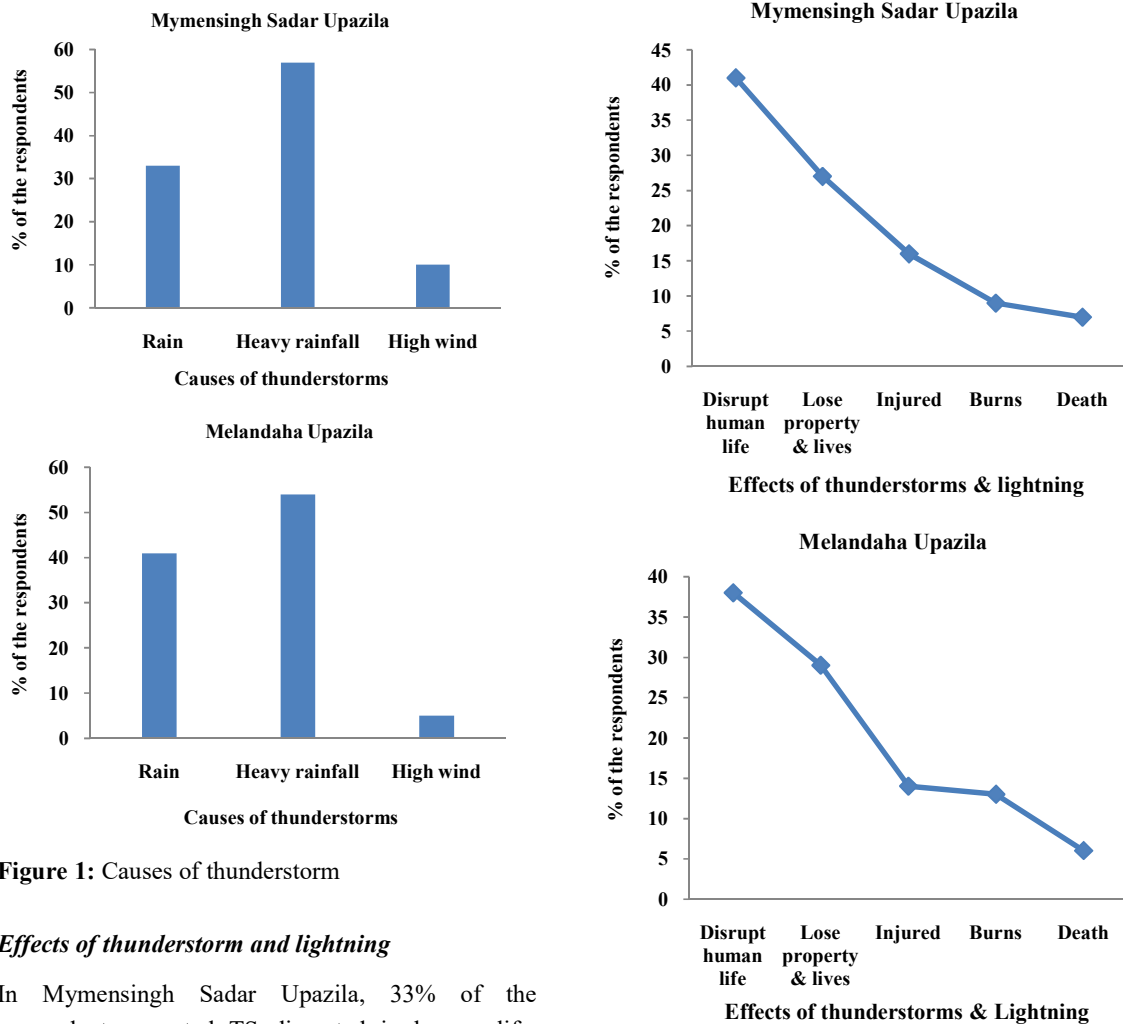 Mymensingh Sadar Upazila
60
50
40
30
20
10
0
% of the respondents
Rain
Heavy rainfall
High wind
Causes of thunderstorms
Melandaha Upazila
60
50
40
30
20
10
0
% of the respondents
Rain
Heavy rainfall
High wind
Causes of thunderstorms
Figure 1: Causes of thunderstorm
Effects of thunderstorm and lightning
In Mymensingh Sadar Upazila, 33% of the
Mymensingh Sadar Upazila
45
40
35
30
25
20
15
10
5
0
% of the respondents
Disrupt human life
Lose property & lives
Injured
Burns
Death
Effects of thunderstorms & lightning
Melandaha Upazila
40
35
30
25
20
15
10
5
0
% of the respondents
Disrupt human life
Lose property & lives
Injured
Burns
Death
Effects of thunderstorms & Lightning